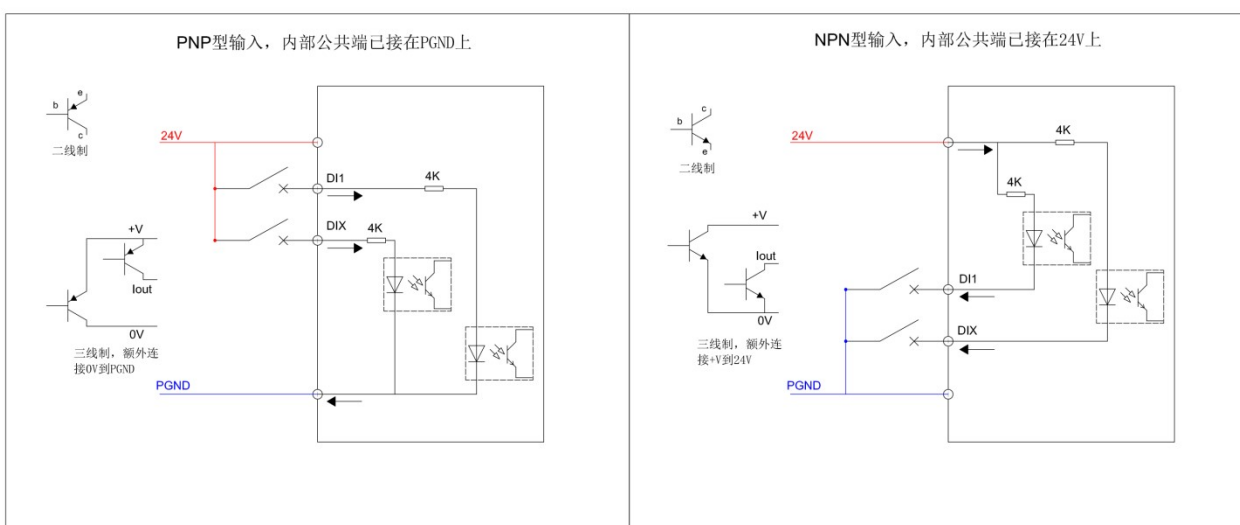 PNP型输入，内部公共端已接在PGND上
e
b
c
二线制
24V
DI1
4K
DIX
4K
+V
Iout
0V
三线制，额外连
接0V到PGND
PGND
NPN型输入，内部公共端已接在24V上
c
b
e
二线制
24V
4K
4K
+V
Iout
0V
DI1
DIX
三线制，额外连
接+V到24V
PGND